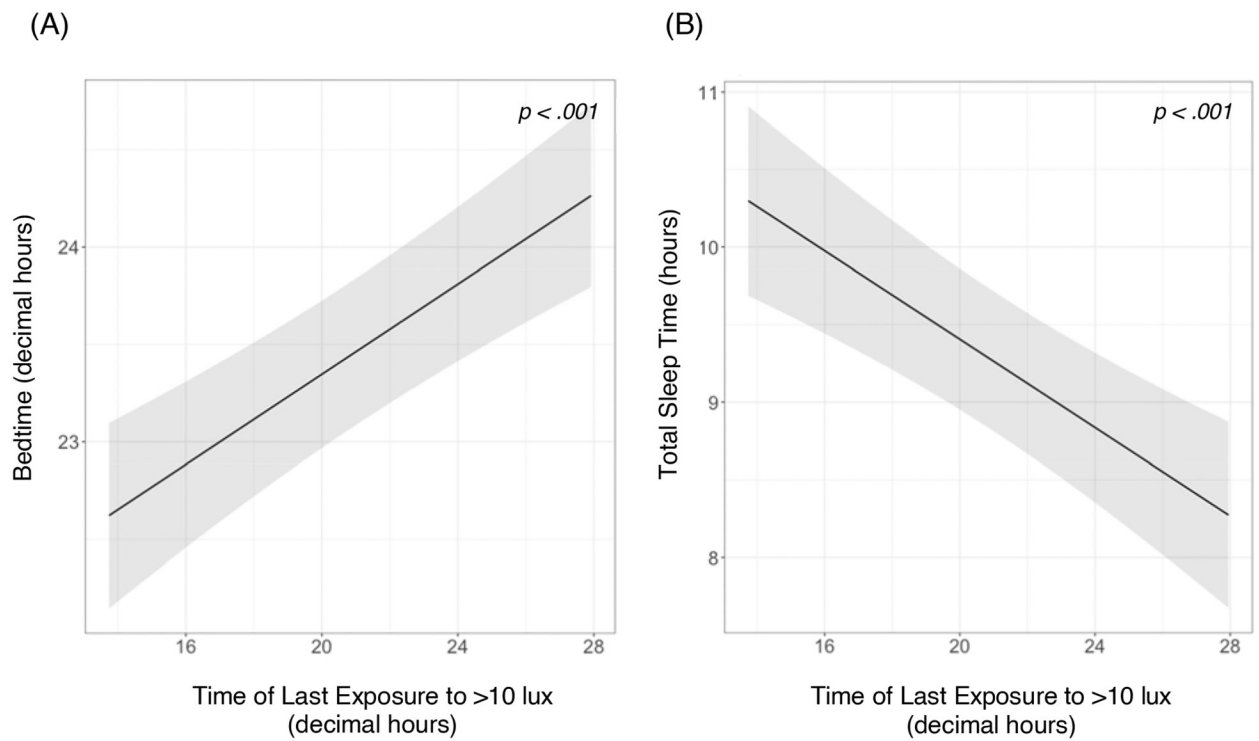 (A)
p < .001
Bedtime (decimal hours)
24
23
16 20 24 28
Time of Last Exposure to >10 lux
(decimal hours)
(B)
p < .001
Total Sleep Time (hours)
11
10
9
8
16 20 24 28
Time of Last Exposure to >10 lux
(decimal hours)